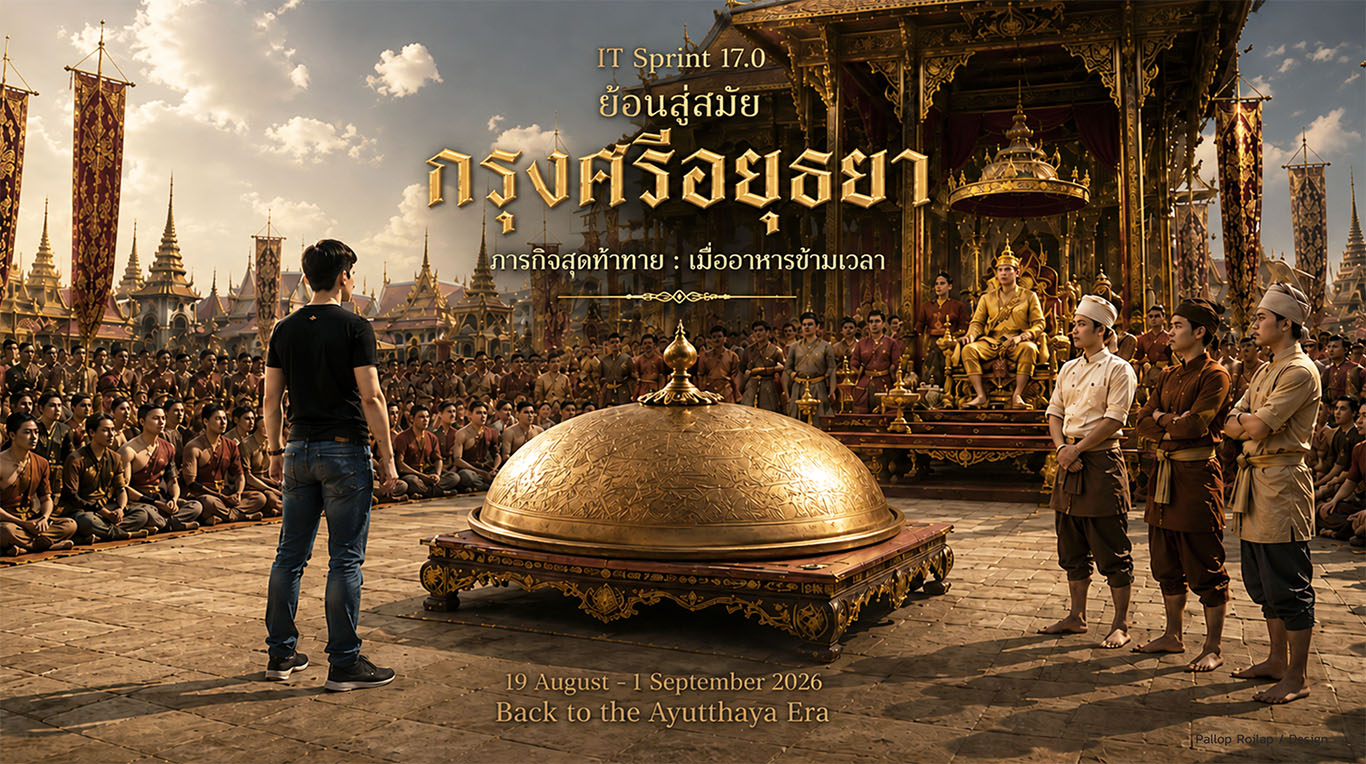 IT Sprint 17.0
ย้อนสู่สมัย
กรุงศรีอยุธยา
ภารกิจสุดท้าทาย : เมื่ออาหารข้ามเวลา
19 August - 1 September 2026
Back to the Ayutthaya Era
Pallop Rojlap / Design